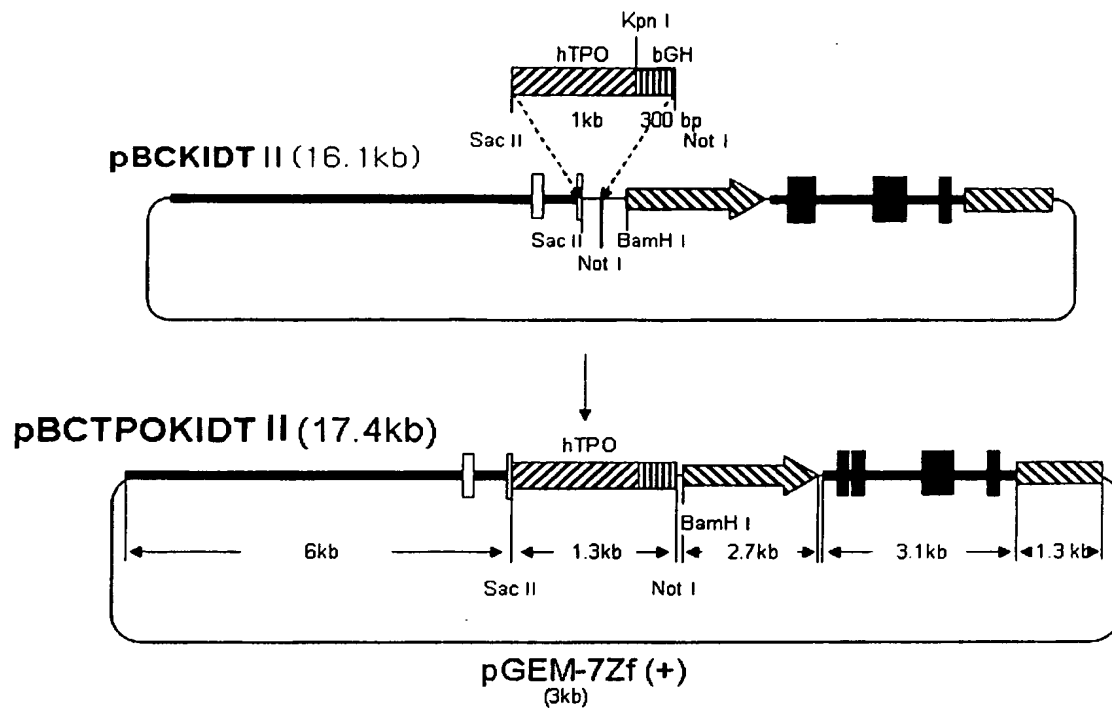 Kpn I
hTPO bGH
1kb 300 bp
Sac II Not I
pBCKIDT II (16.1kb)
Sac II BamH I
Not I
pBCTPOKIDT II (17.4kb)
hTPO
BamH I
6kb 1.3kb 2.7kb 3.1kb 1.3 kb
Sac II Not I
pGEM-7Zf (+)
(3kb)